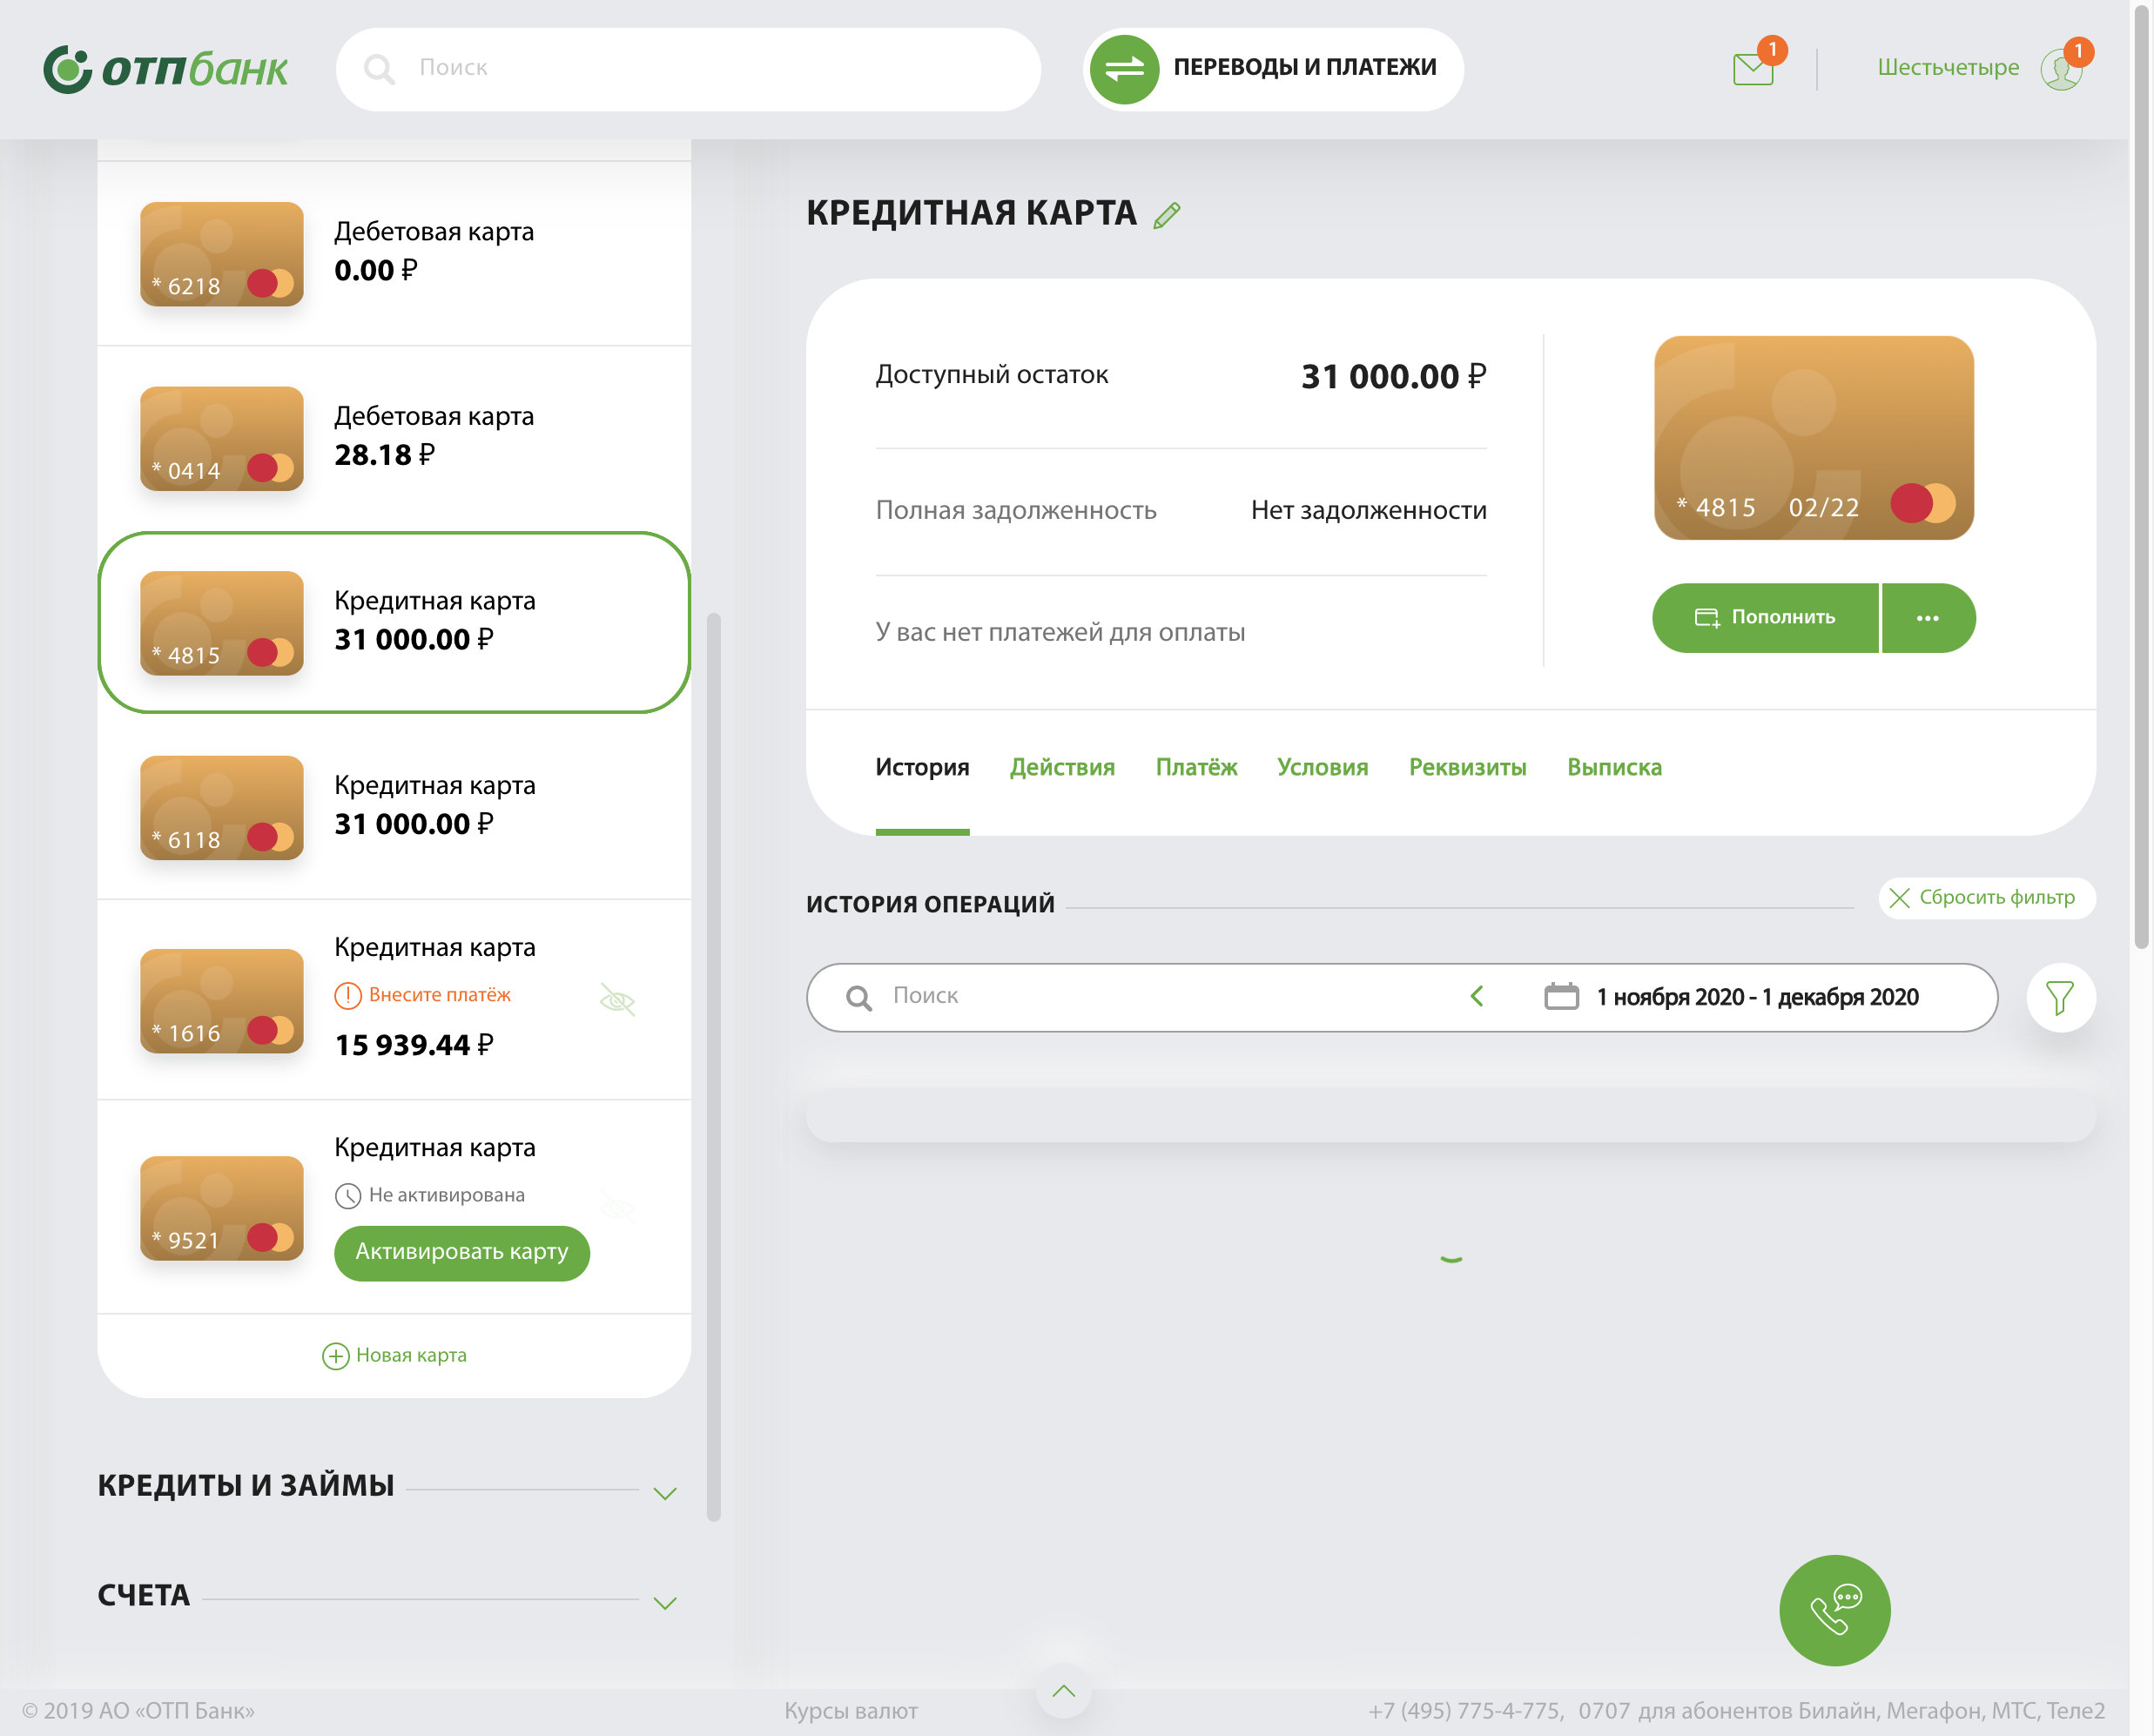 отпбанк
Поиск
ПЕРЕВОДЫ И ПЛАТЕЖИ
1
Шестьчетыре
1
* 6218
Дебетовая карта
0.00 ₽
* 0414
Дебетовая карта
28.18 ₽
* 4815
Кредитная карта
31 000.00 ₽
* 6118
Кредитная карта
31 000.00 ₽
* 1616
Кредитная карта
Внесите платёж
15 939.44 ₽
* 9521
Кредитная карта
Не активирована
Активировать карту
Новая карта
КРЕДИТЫ И ЗАЙМЫ
СЧЕТА
КРЕДИТНАЯ КАРТА
Доступный остаток 31 000.00 ₽
Полная задолженность Нет задолженности
У вас нет платежей для оплаты
* 4815 02/22
Пополнить
История Действия Платёж Условия Реквизиты Выписка
ИСТОРИЯ ОПЕРАЦИЙ
Сбросить фильтр
Поиск
1 ноября 2020 - 1 декабря 2020
© 2019 АО «ОТП Банк»
Курсы валют
+7 (495) 775-4-775, 0707 для абонентов Билайн, Мегафон, МТС, Теле2